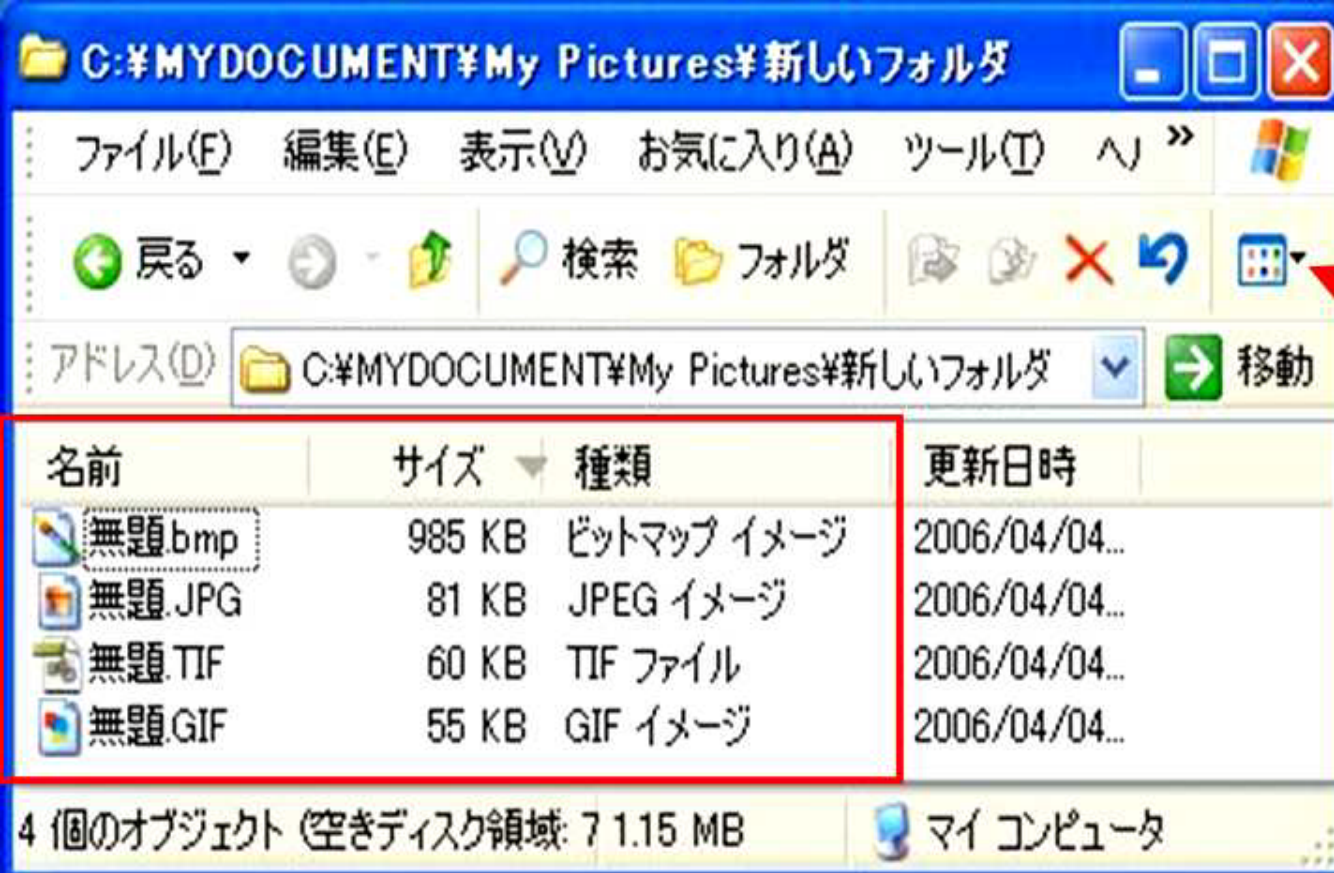 C:¥MYDOCUMENT¥My Pictures¥新しいフォルダ
ファイル(F) 編集(E) 表示(V) お気に入り(A) ツール(T) ヘ »
戻る 検索 フォルダ
アドレス(D) C:¥MYDOCUMENT¥My Pictures¥新しいフォルダ 移動
名前 サイズ 種類 更新日時
無題.bmp 985 KB ビットマップ イメージ 2006/04/04...
無題.JPG 81 KB JPEG イメージ 2006/04/04...
無題.TIF 60 KB TIF ファイル 2006/04/04...
無題.GIF 55 KB GIF イメージ 2006/04/04...
4 個のオブジェクト (空きディスク領域: 7 1.15 MB マイ コンピュータ